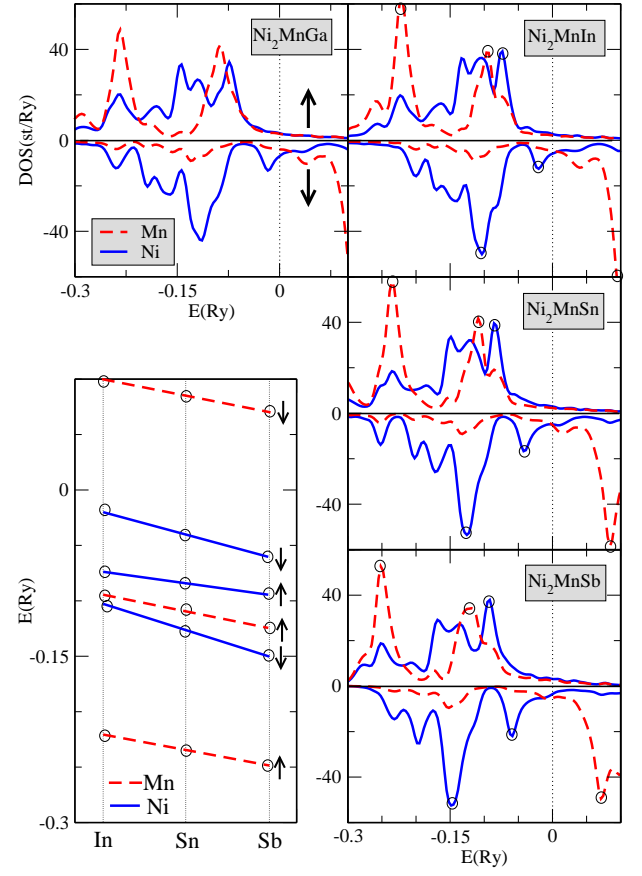 Ni₂MnGa
DOS(st/Ry)
40
0
-40
Mn
Ni
-0.3
-0.15
0
E(Ry)
Ni₂MnIn
Ni₂MnSn
40
0
-40
Ni₂MnSb
40
0
-40
-0.3
-0.15
0
E(Ry)
E(Ry)
0
-0.15
-0.3
Mn
Ni
In
Sn
Sb